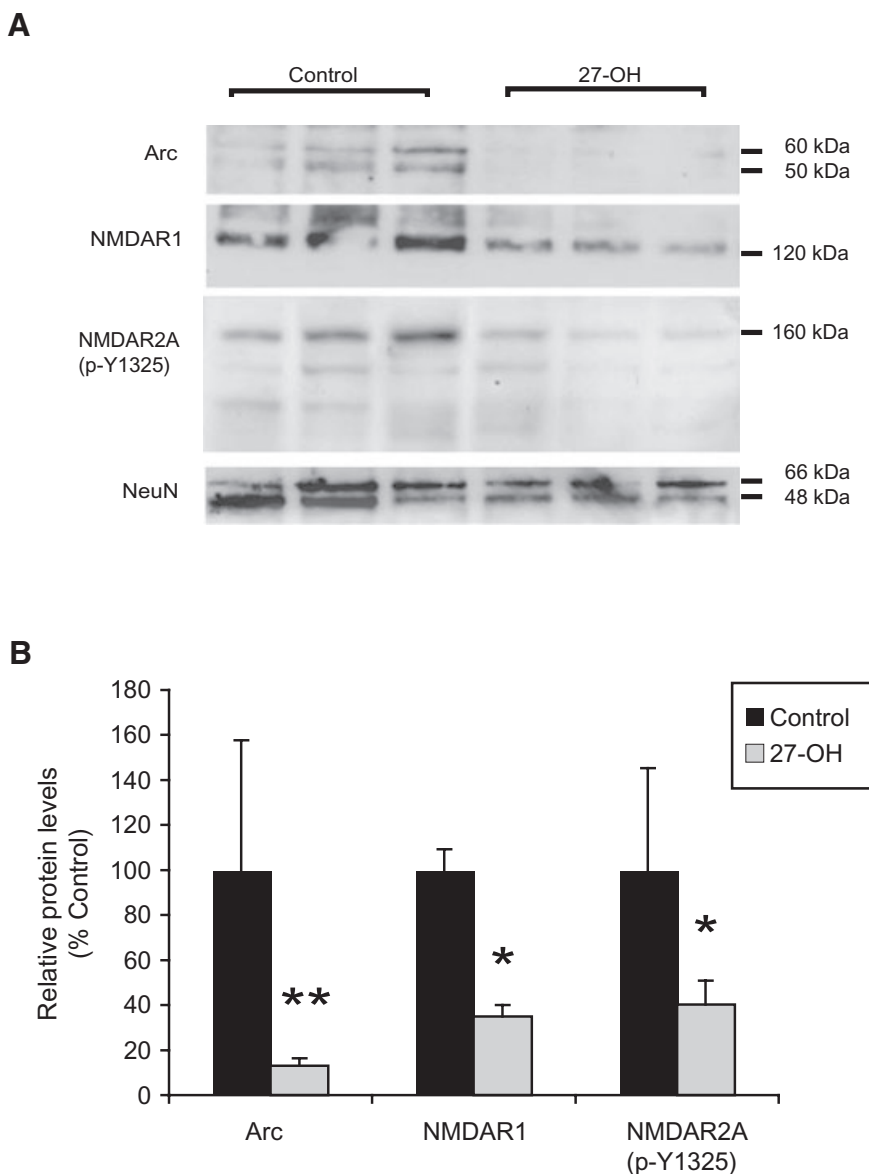 A
Control 27-OH
Arc
60 kDa
50 kDa
NMDAR1
120 kDa
NMDAR2A
(p-Y1325)
160 kDa
NeuN
66 kDa
48 kDa
B
Relative protein levels
(% Control)
180
160
140
120
100
80
60
40
20
0
**
*
*
Control
27-OH
Arc NMDAR1 NMDAR2A
(p-Y1325)